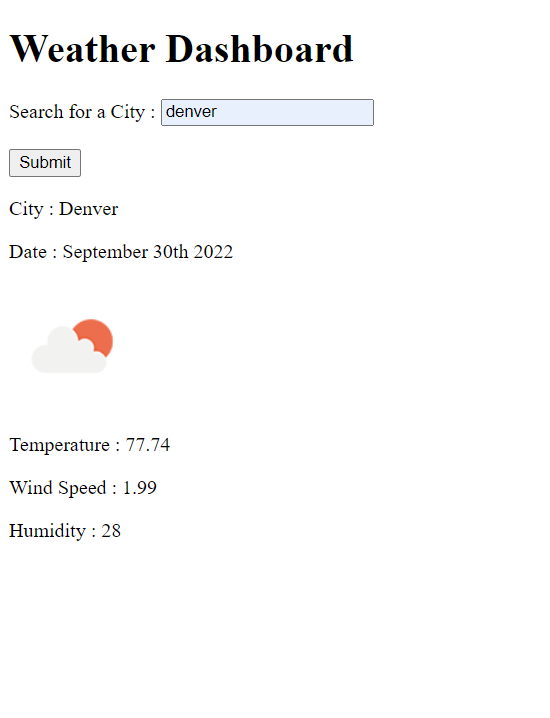 Weather Dashboard
Search for a City : denver
Submit
City : Denver
Date : September 30th 2022
Temperature : 77.74
Wind Speed : 1.99
Humidity : 28